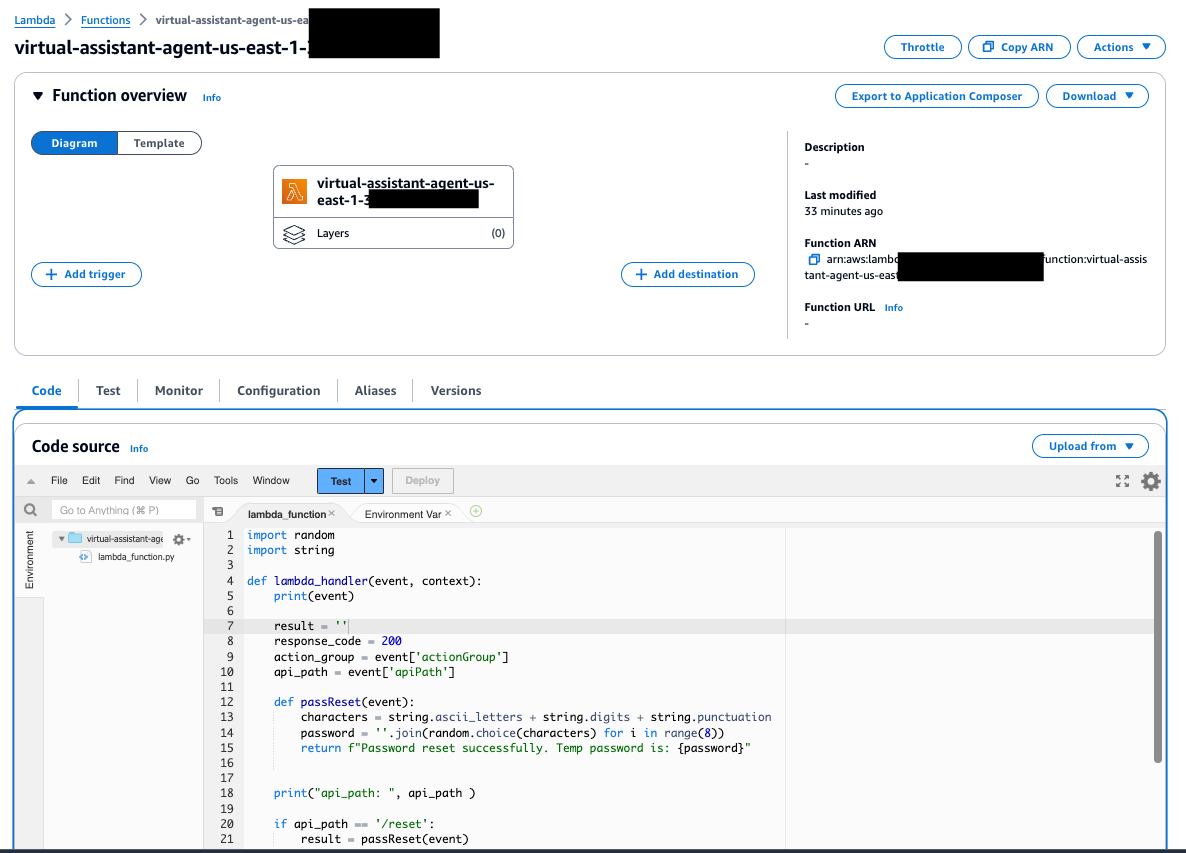 Lambda > Functions > virtual-assistant-agent-us-ea
virtual-assistant-agent-us-east-1-
Throttle Copy ARN Actions
Function overview Info
Export to Application Composer Download
Diagram Template
virtual-assistant-agent-us-
east-1-3
Layers (0)
+ Add trigger
+ Add destination
Description
-
Last modified
33 minutes ago
Function ARN
arn:aws:lambd function:virtual-assis
tant-agent-us-east
Function URL Info
-
Code Test Monitor Configuration Aliases Versions
Code source Info
Upload from
File Edit Find View Go Tools Window Test Deploy
Go to Anything (⌘ P)
Environment
virtual-assistant-age
lambda_function.py
lambda_function × Environment Var ×
1 import random
2 import string
3
4 def lambda_handler(event, context):
5 print(event)
6
7 result = ''
8 response_code = 200
9 action_group = event['actionGroup']
10 api_path = event['apiPath']
11
12 def passReset(event):
13 characters = string.ascii_letters + string.digits + string.punctuation
14 password = ''.join(random.choice(characters) for i in range(8))
15 return f"Password reset successfully. Temp password is: {password}"
16
17
18 print("api_path: ", api_path )
19
20 if api_path == '/reset':
21 result = passReset(event)